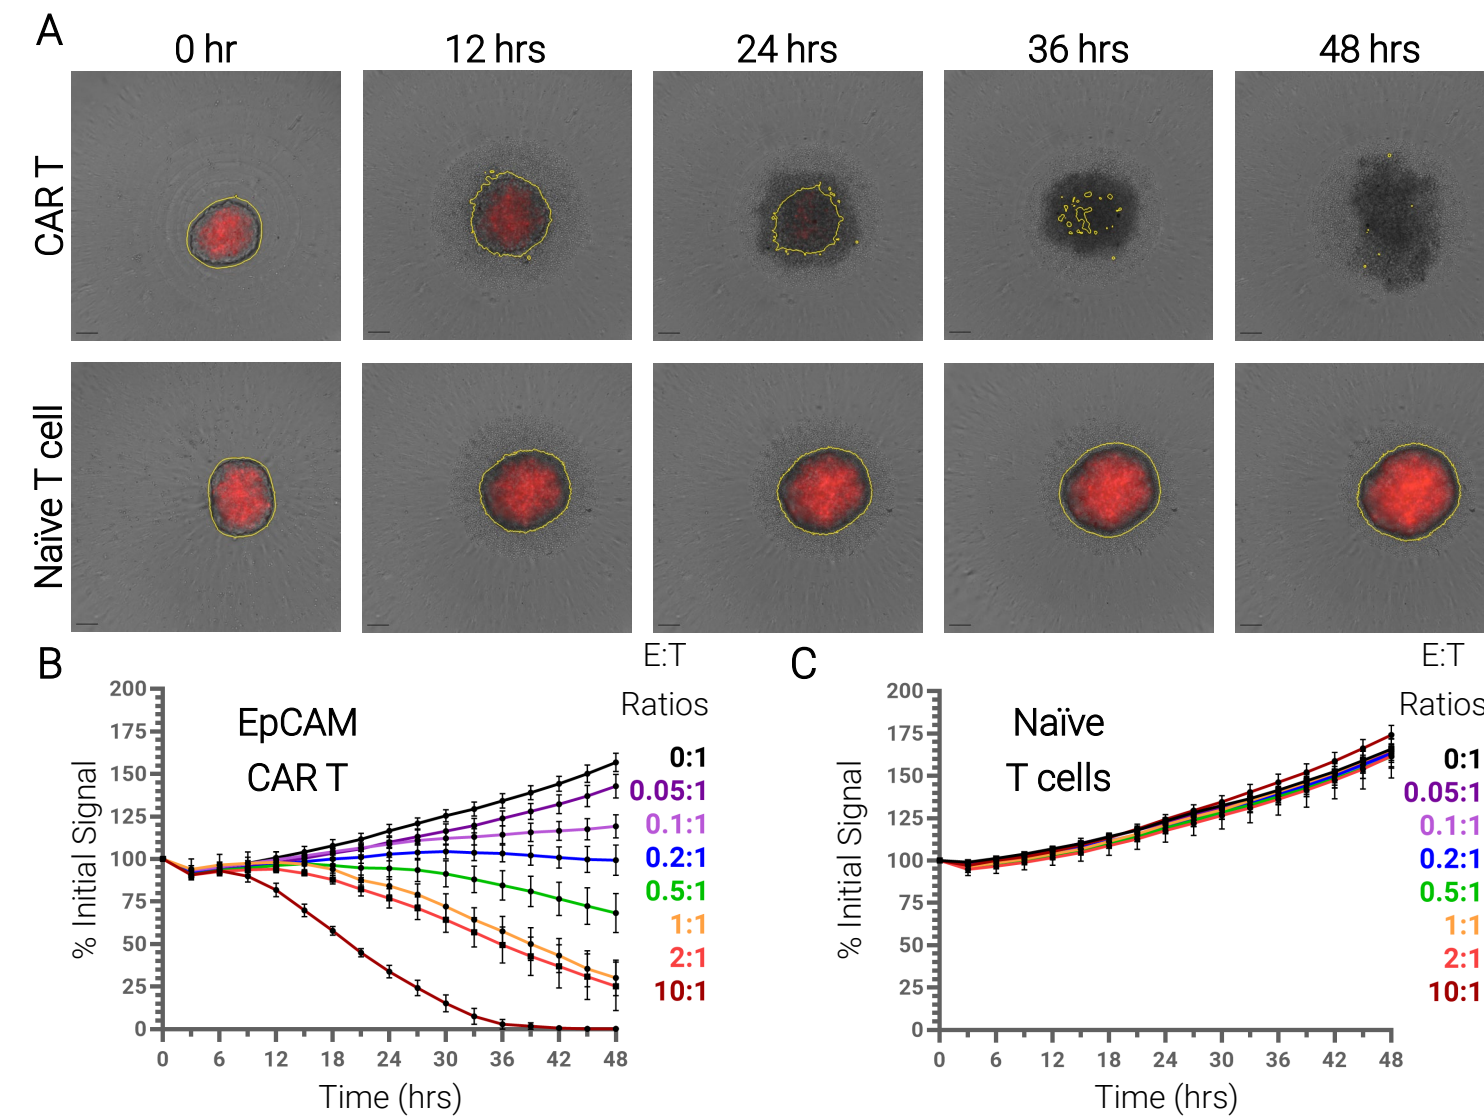 A
0 hr
12 hrs
24 hrs
36 hrs
48 hrs
CAR T
Naïve T cell
B
E:T
Ratios
EpCAM
CAR T
% Initial Signal
200
175
150
125
100
75
50
25
0
0
6
12
18
24
30
36
42
48
Time (hrs)
0:1
0.05:1
0.1:1
0.2:1
0.5:1
1:1
2:1
10:1
C
E:T
Ratios
Naïve
T cells
% Initial Signal
200
175
150
125
100
75
50
25
0
0
6
12
18
24
30
36
42
48
Time (hrs)
0:1
0.05:1
0.1:1
0.2:1
0.5:1
1:1
2:1
10:1